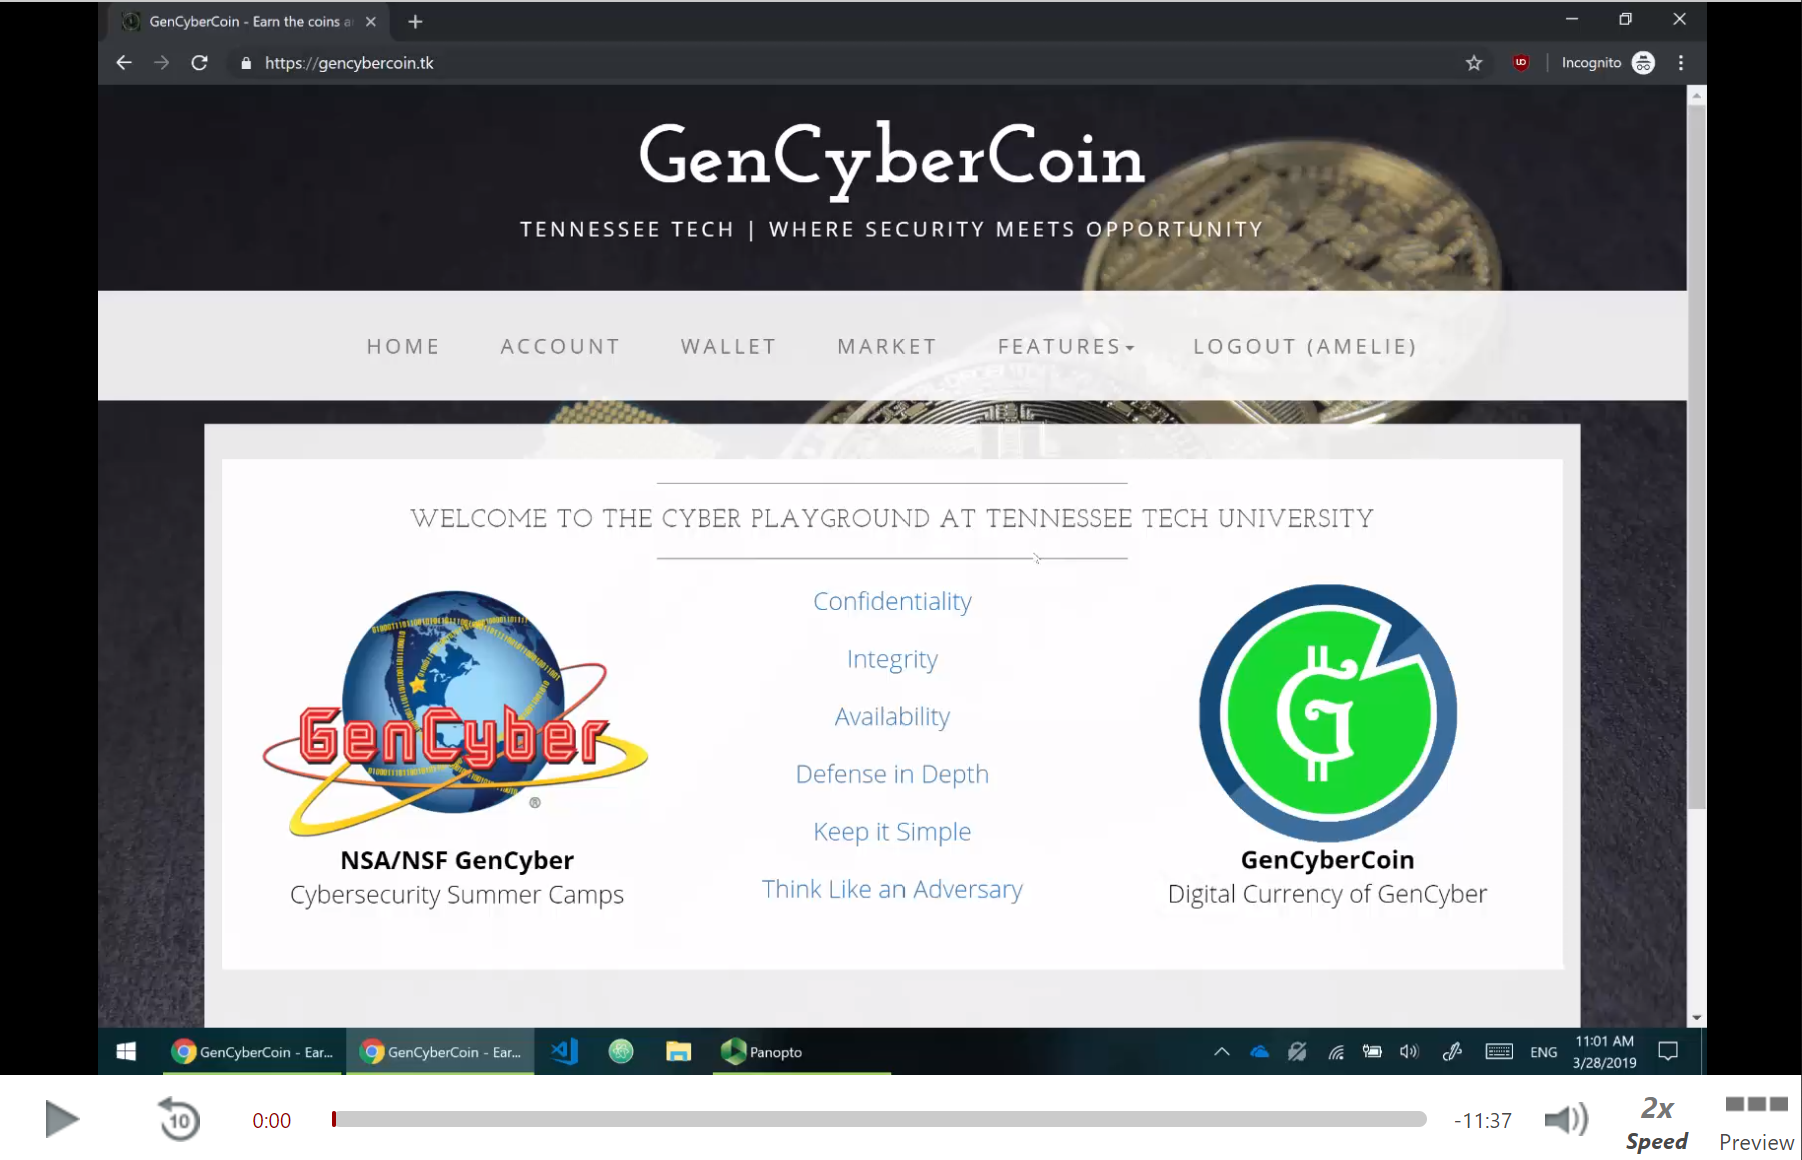 GenCyberCoin - Earn the coins a
https://gencybercoin.tk
Incognito
GenCyberCoin
TENNESSEE TECH | WHERE SECURITY MEETS OPPORTUNITY
HOME ACCOUNT WALLET MARKET FEATURES LOGOUT (AMELIE)
WELCOME TO THE CYBER PLAYGROUND AT TENNESSEE TECH UNIVERSITY
Confidentiality
Integrity
Availability
Defense in Depth
Keep it Simple
Think Like an Adversary
GenCyber
®
NSA/NSF GenCyber
Cybersecurity Summer Camps
GenCyberCoin
Digital Currency of GenCyber
GenCyberCoin - Ear... GenCyberCoin - Ear... Panopto
ENG
11:01 AM
3/28/2019
10
0:00
-11:37
2x
Speed
Preview